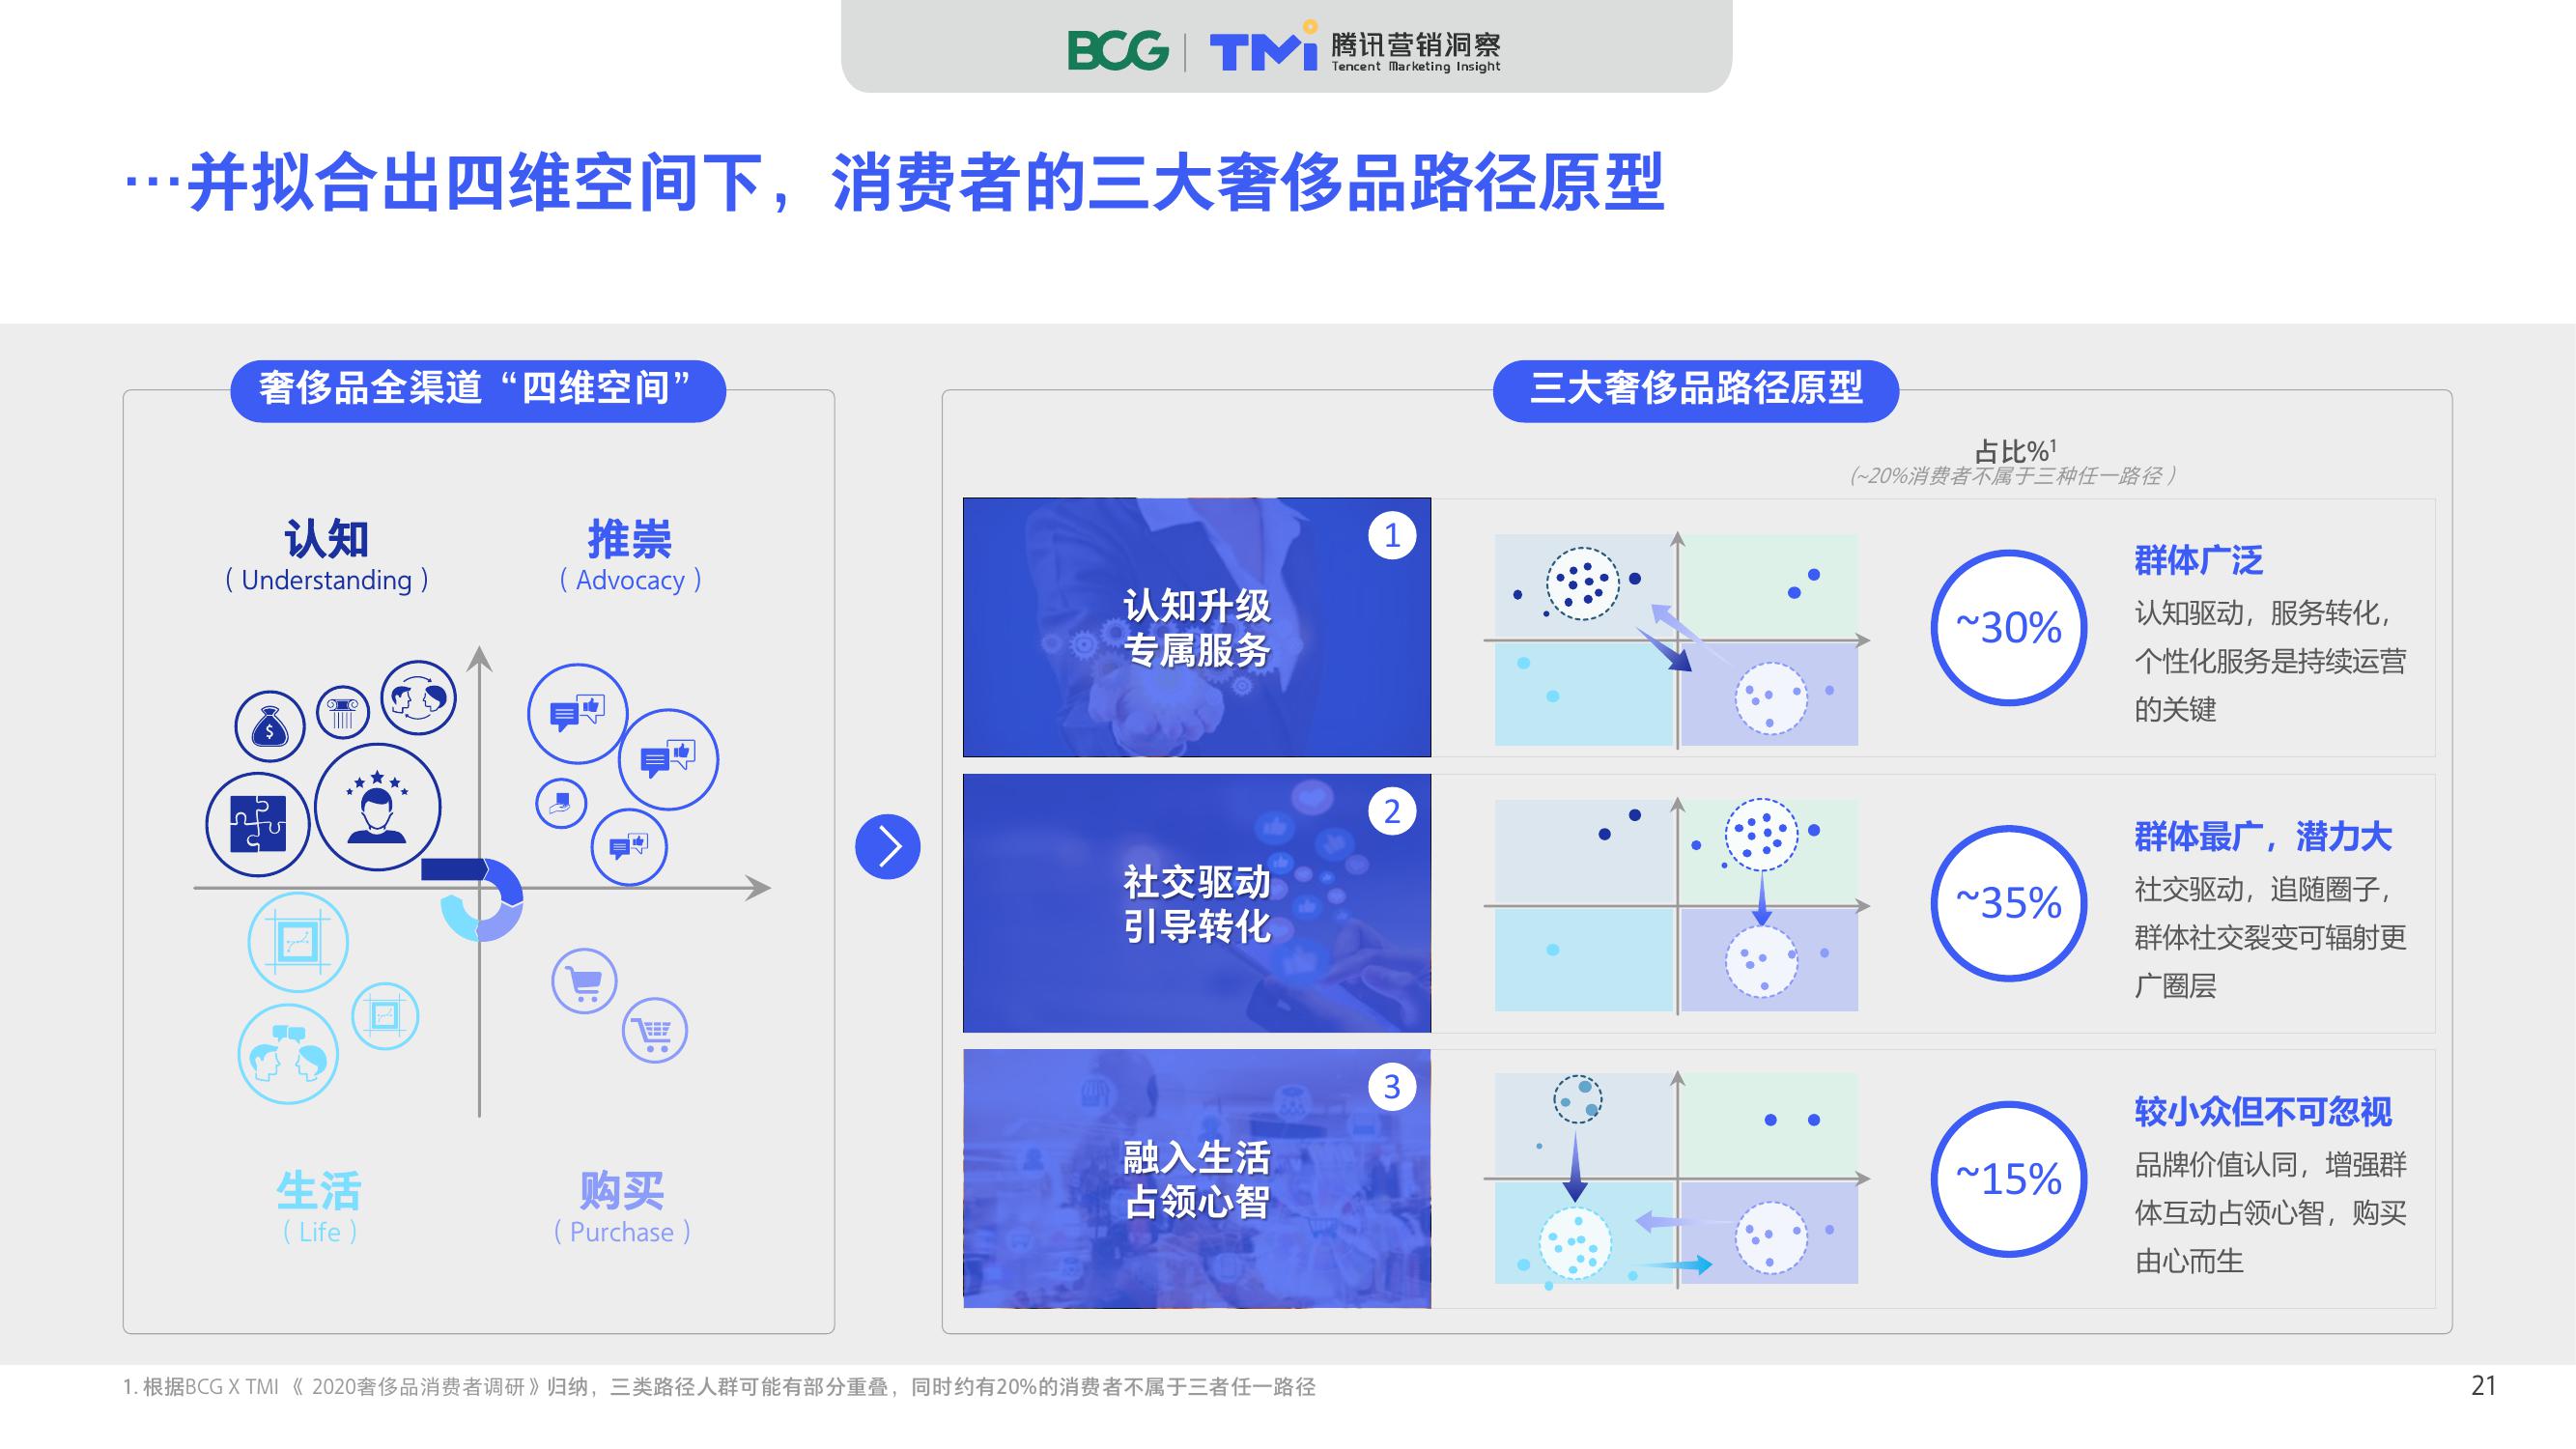 BCG
TMi 腾讯营销洞察
Tencent Marketing Insight
…并拟合出四维空间下，消费者的三大奢侈品路径原型
奢侈品全渠道“四维空间”
认知
（Understanding）
推崇
（Advocacy）
$
生活
（Life）
购买
（Purchase）
三大奢侈品路径原型
占比%1
(~20%消费者不属于三种任一路径）
1
认知升级
专属服务
~30%
群体广泛
认知驱动，服务转化，
个性化服务是持续运营
的关键
2
社交驱动
引导转化
~35%
群体最广，潜力大
社交驱动，追随圈子，
群体社交裂变可辐射更
广圈层
3
融入生活
占领心智
~15%
较小众但不可忽视
品牌价值认同，增强群
体互动占领心智，购买
由心而生
1. 根据BCG X TMI《 2020奢侈品消费者调研》归纳，三类路径人群可能有部分重叠，同时约有20%的消费者不属于三者任一路径
21